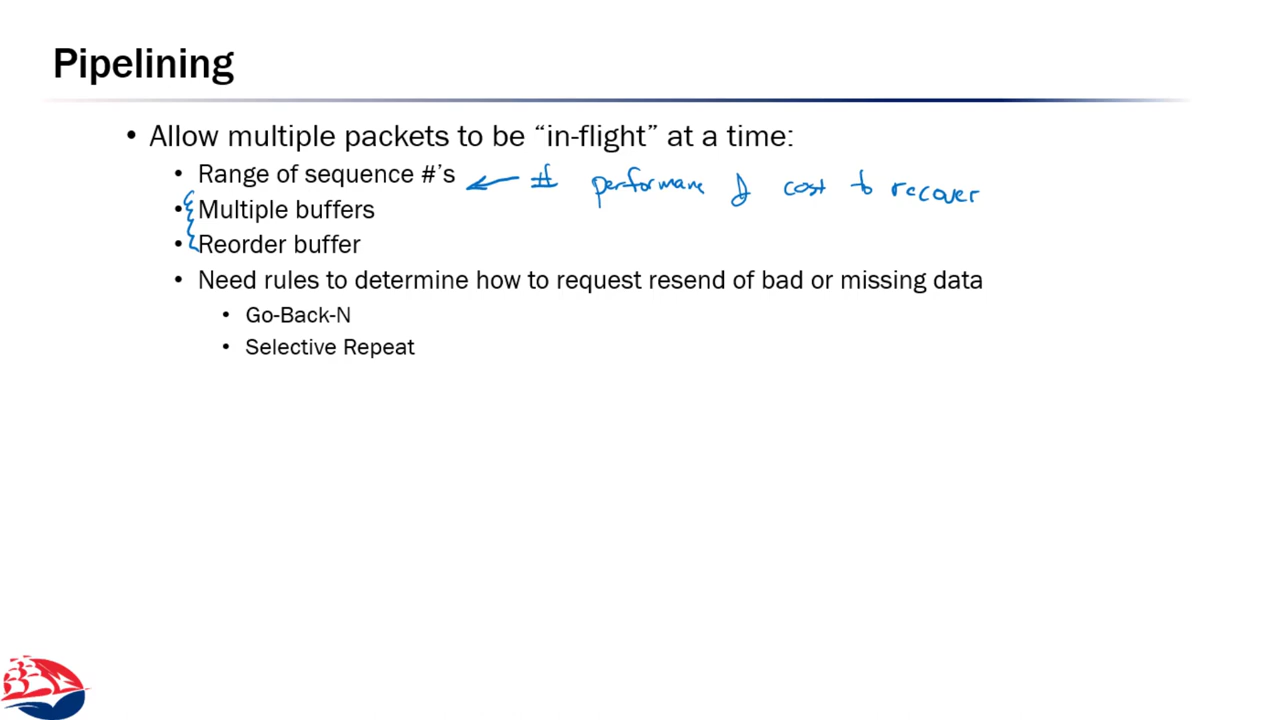 Pipelining
• Allow multiple packets to be “in-flight” at a time:
• Range of sequence #’s ← # performance & cost to recover
• Multiple buffers
• Reorder buffer
• Need rules to determine how to request resend of bad or missing data
• Go-Back-N
• Selective Repeat